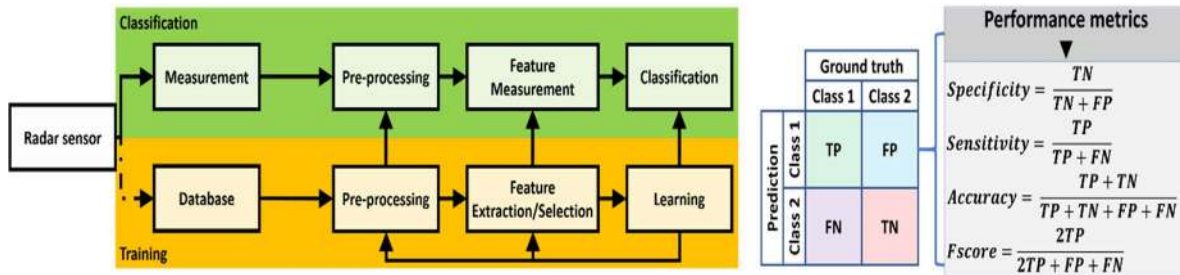 Classification
Measurement
Pre-processing
Feature
Measurement
Classification
Radar sensor
Database
Pre-processing
Feature
Extraction/Selection
Learning
Training
Ground truth
Class 1 Class 2
Prediction
Class 1
TP FP
Class 2
FN TN
Performance metrics
Specificity = TN / TN + FP
Sensitivity = TP / TP + FN
Accuracy = TP + TN / TP + TN + FP + FN
Fscore = 2TP / 2TP + FP + FN